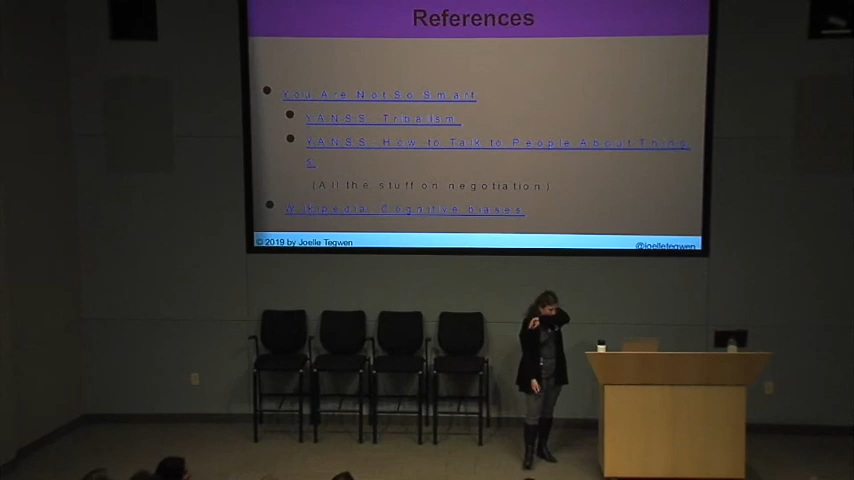 References
You Are Not So Smart
YANSS Tribalism
YANSS How to Talk to People About Thing
s
(All the stuff on negotiation)
Wikipedia: Cognitive biases
© 2019 by Joelle Tegwen
@joelletegwen